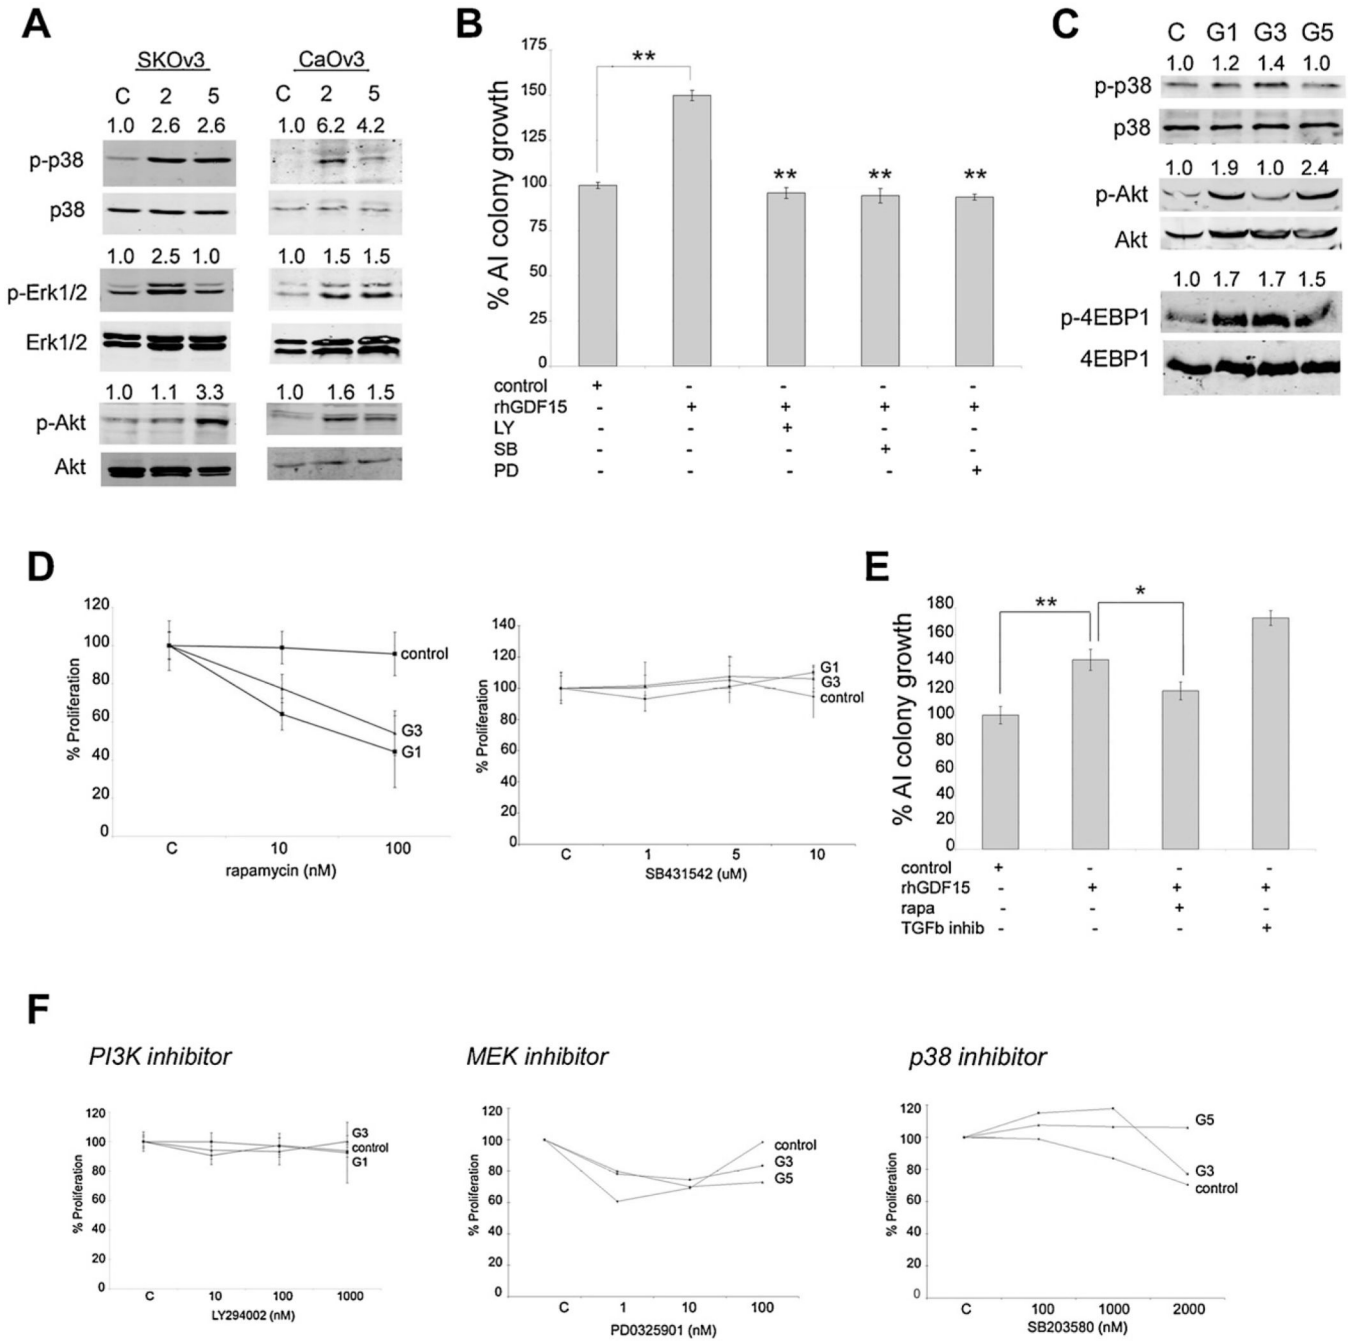 A
SKOv3 CaOv3
C 2 5 C 2 5
1.0 2.6 2.6 1.0 6.2 4.2
p-p38
p38
1.0 2.5 1.0 1.0 1.5 1.5
p-Erk1/2
Erk1/2
1.0 1.1 3.3 1.0 1.6 1.5
p-Akt
Akt
B
% AI colony growth
175
150
125
100
75
50
25
0
** ** ** **
control + - - - -
rhGDF15 - + + + +
LY - - + - -
SB - - - + -
PD - - - - +
C
C G1 G3 G5
1.0 1.2 1.4 1.0
p-p38
p38
1.0 1.9 1.0 2.4
p-Akt
Akt
1.0 1.7 1.7 1.5
p-4EBP1
4EBP1
D
% Proliferation
120
100
80
60
40
20
0
control
G3
G1
C 10 100
rapamycin (nM)
% Proliferation
140
120
100
80
60
40
20
0
G1
G3
control
C 1 5 10
SB431542 (uM)
E
% AI colony growth
180
160
140
120
100
80
60
40
20
0
** *
control + - - -
rhGDF15 - + + +
rapa - - + -
TGFb inhib - - - +
F
PI3K inhibitor
% Proliferation
120
100
80
60
40
20
0
G3
control
G1
C 10 100 1000
LY294002 (nM)
MEK inhibitor
% Proliferation
120
100
80
60
40
20
0
control
G3
G5
C 1 10 100
PD0325901 (nM)
p38 inhibitor
% Proliferation
120
100
80
60
40
20
0
G5
G3
control
C 100 1000 2000
SB203580 (nM)